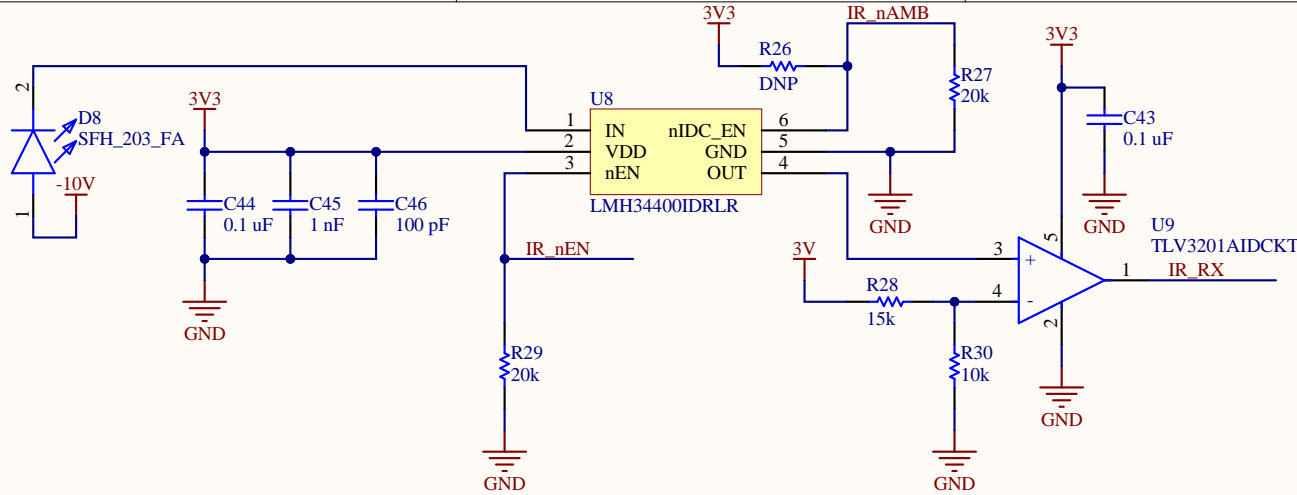 3V3
IR_nAMB
R26
DNP
3V3
R27
20k
2
D8
SFH_203_FA
-10V
1
3V3
U8
1
IN
nIDC_EN
6
2
VDD
GND
5
3
nEN
OUT
4
LMH34400IDRLR
C43
0.1 uF
C44
0.1 uF
C45
1 nF
C46
100 pF
GND
GND
GND
IR_nEN
3V
R28
15k
3
+
4
-
5
2
U9
TLV3201AIDCKT
1
IR_RX
R29
20k
R30
10k
GND
GND
GND